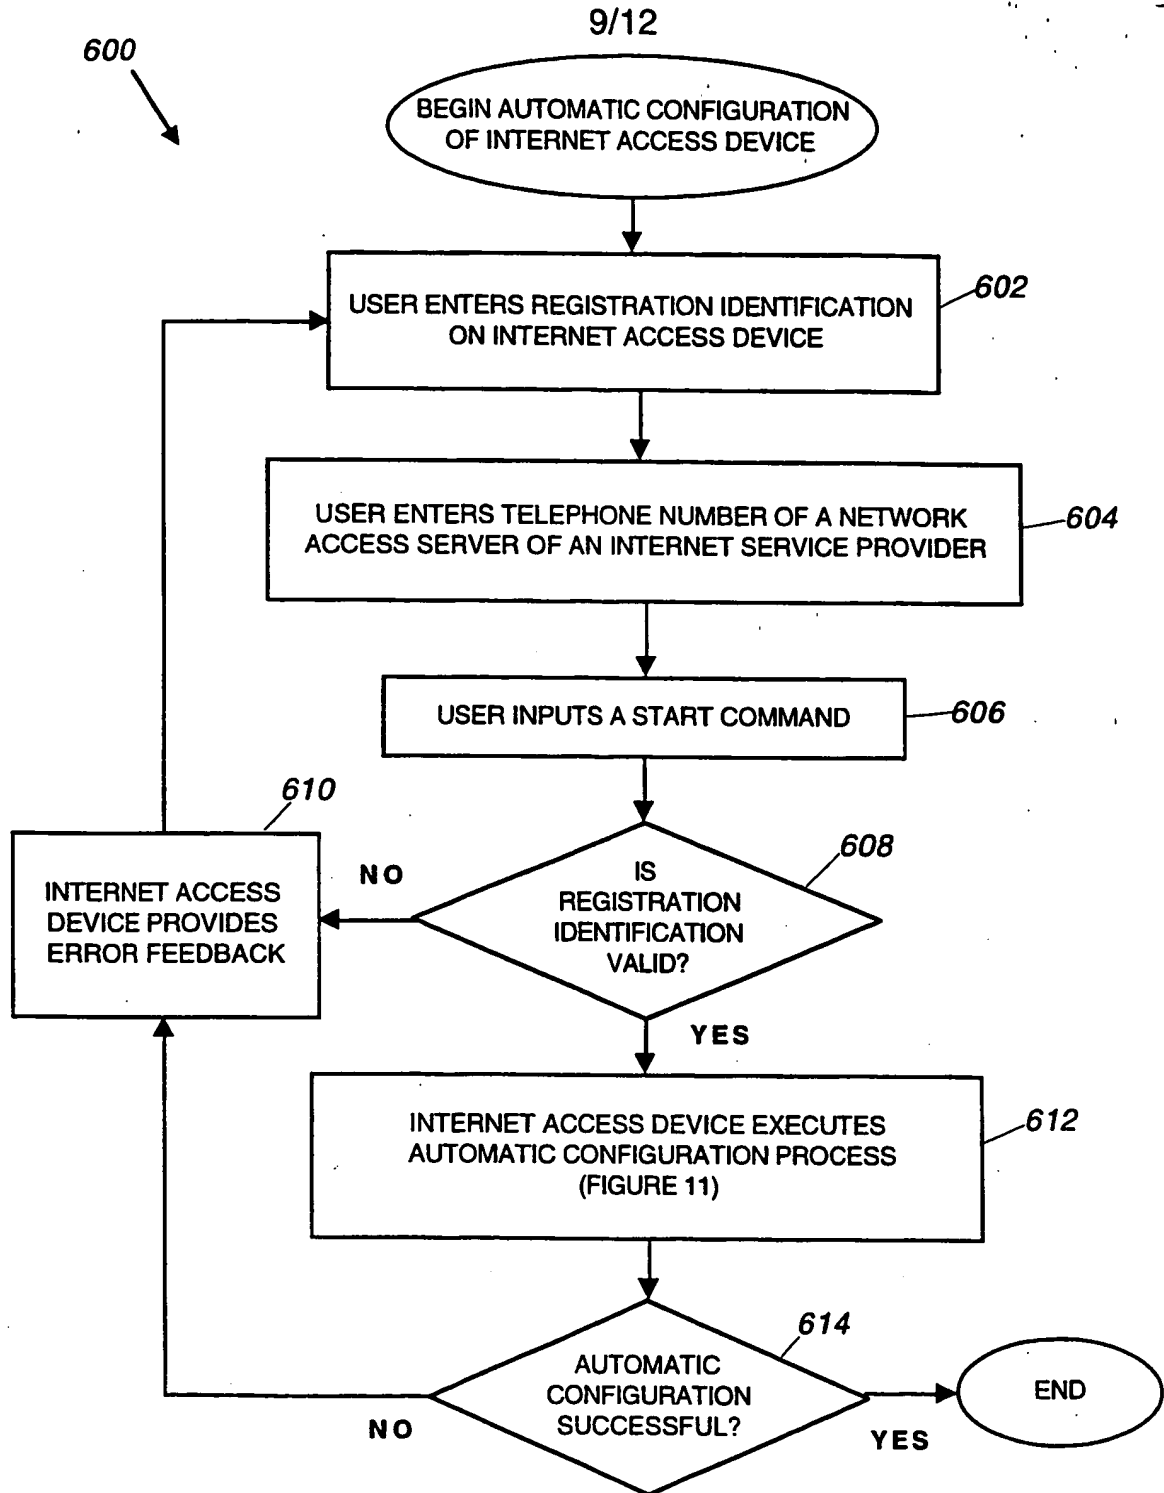 9/12
600
BEGIN AUTOMATIC CONFIGURATION
OF INTERNET ACCESS DEVICE
USER ENTERS REGISTRATION IDENTIFICATION
ON INTERNET ACCESS DEVICE
602
USER ENTERS TELEPHONE NUMBER OF A NETWORK
ACCESS SERVER OF AN INTERNET SERVICE PROVIDER
604
USER INPUTS A START COMMAND
606
610
INTERNET ACCESS
DEVICE PROVIDES
ERROR FEEDBACK
NO
608
IS
REGISTRATION
IDENTIFICATION
VALID?
YES
INTERNET ACCESS DEVICE EXECUTES
AUTOMATIC CONFIGURATION PROCESS
(FIGURE 11)
612
614
AUTOMATIC
CONFIGURATION
SUCCESSFUL?
NO
YES
END